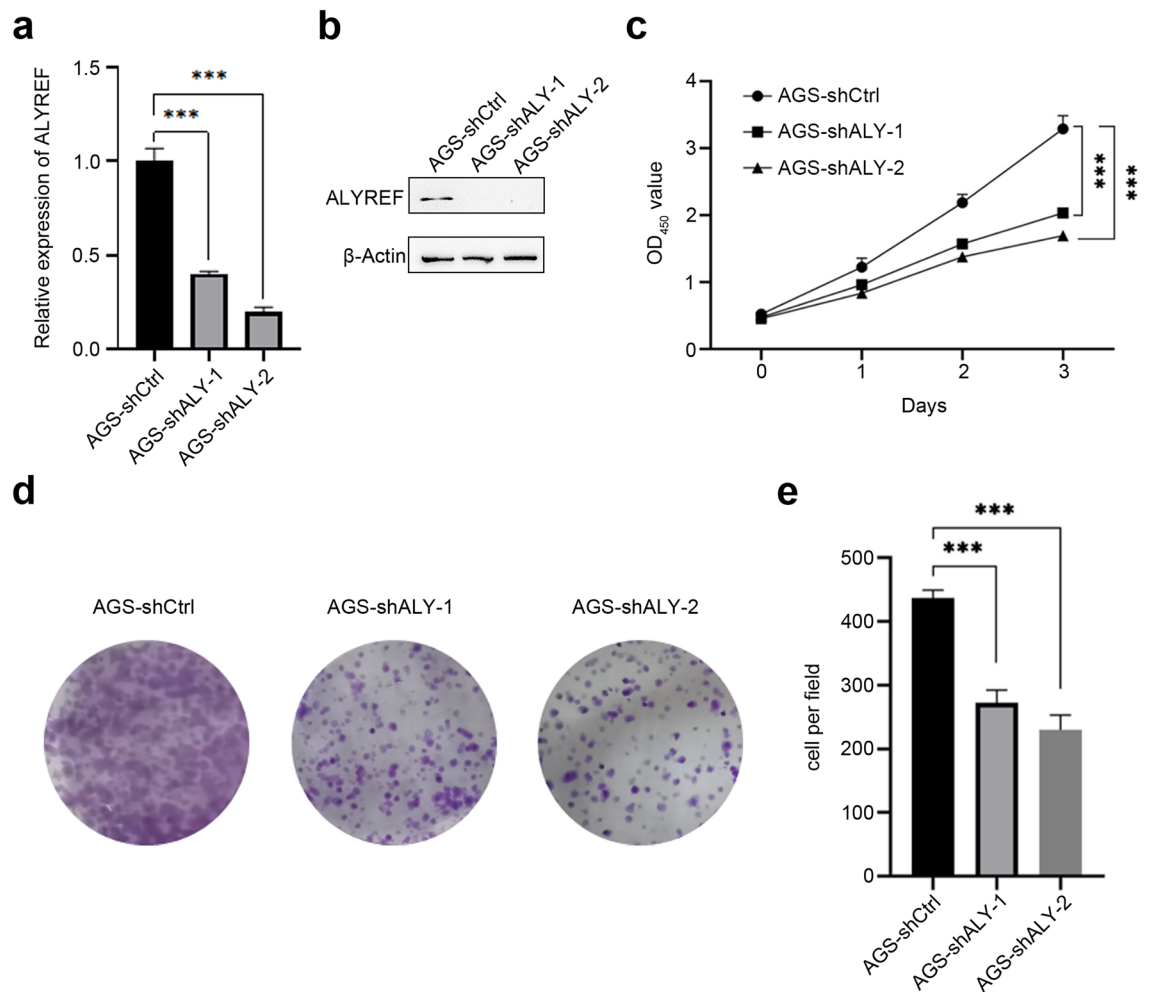 a
Relative expression of ALYREF
1.5
1.0
0.5
0.0
***
***
AGS-shCtrl
AGS-shALY-1
AGS-shALY-2
b
AGS-shCtrl
AGS-shALY-1
AGS-shALY-2
ALYREF
β-Actin
c
OD450 value
4
3
2
1
0
AGS-shCtrl
AGS-shALY-1
AGS-shALY-2
***
***
0 1 2 3
Days
d
AGS-shCtrl AGS-shALY-1 AGS-shALY-2
e
cell per field
500
400
300
200
100
0
***
***
AGS-shCtrl
AGS-shALY-1
AGS-shALY-2